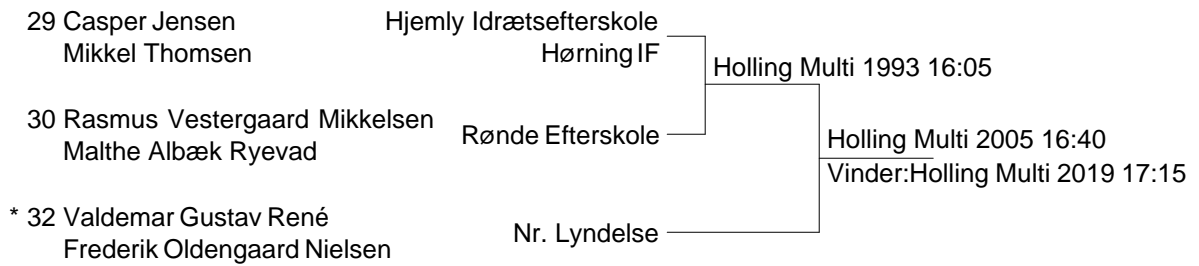 29 Casper Jensen Hjemly Idrætsefterskole
Mikkel Thomsen Hørning IF
Holling Multi 1993 16:05
30 Rasmus Vestergaard Mikkelsen
Rønde Efterskole
Malthe Albæk Ryevad
Holling Multi 2005 16:40
Vinder:Holling Multi 2019 17:15
* 32 Valdemar Gustav René
Nr. Lyndelse
Frederik Oldengaard Nielsen